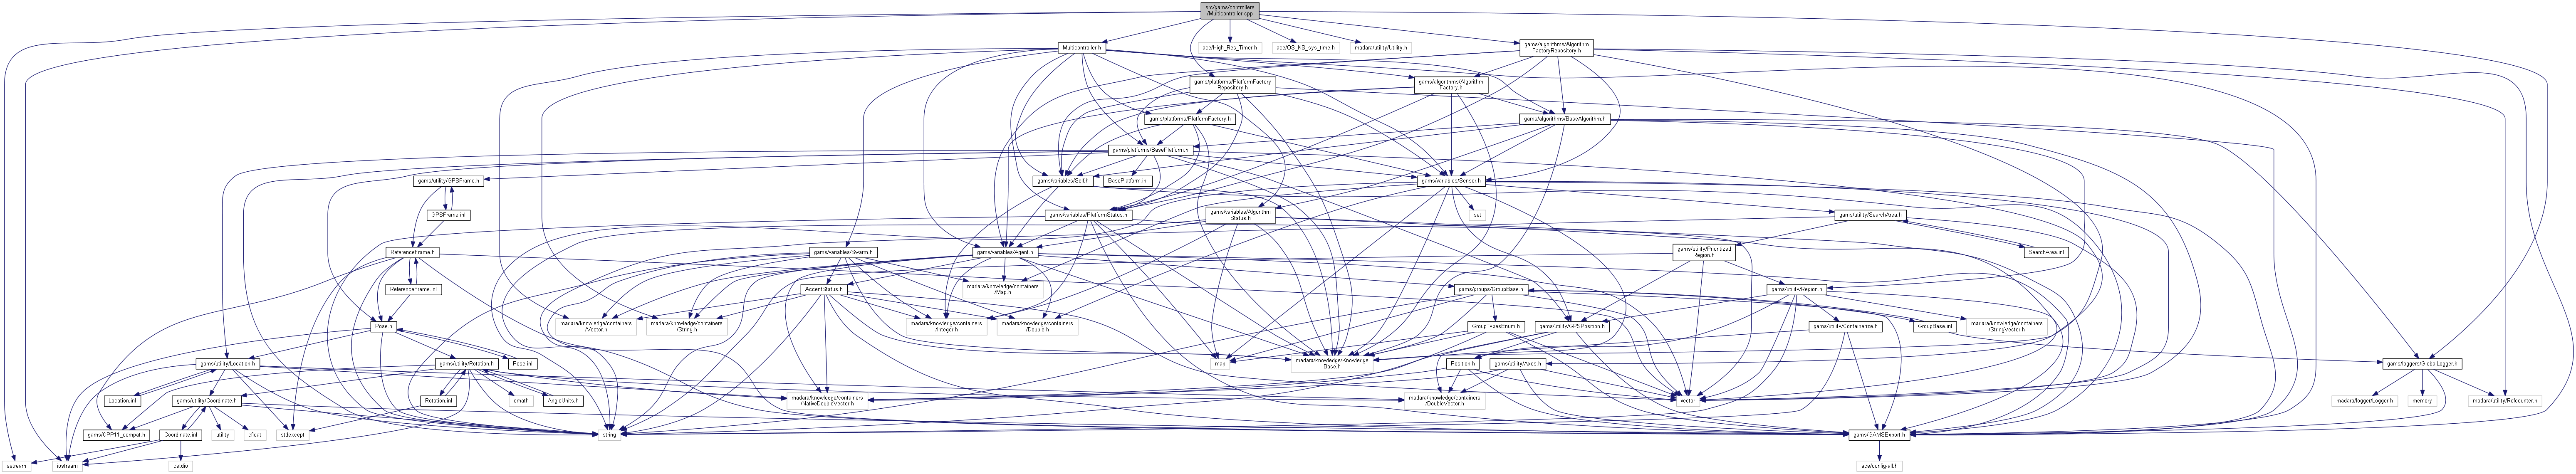 src/gams/controllers
/Multicontroller.cpp
Multicontroller.h
ace/High_Res_Timer.h
ace/OS_NS_sys_time.h
madara/utility/Utility.h
gams/algorithms/Algorithm
FactoryRepository.h
gams/platforms/PlatformFactory
Repository.h
gams/algorithms/Algorithm
Factory.h
gams/platforms/PlatformFactory.h
gams/algorithms/BaseAlgorithm.h
gams/platforms/BasePlatform.h
gams/utility/GPSFrame.h
gams/variables/Self.h
BasePlatform.inl
gams/variables/Sensor.h
GPSFrame.inl
gams/variables/PlatformStatus.h
gams/variables/Algorithm
Status.h
set
gams/utility/SearchArea.h
ReferenceFrame.h
gams/variables/Swarm.h
gams/variables/Agent.h
gams/utility/Prioritized
Region.h
SearchArea.inl
ReferenceFrame.inl
AccentStatus.h
madara/knowledge/containers
/Map.h
gams/groups/GroupBase.h
gams/utility/Region.h
Pose.h
madara/knowledge/containers
/Vector.h
madara/knowledge/containers
/String.h
madara/knowledge/containers
/Integer.h
madara/knowledge/containers
/Double.h
GroupTypesEnum.h
gams/utility/GPSPosition.h
gams/utility/Containerize.h
GroupBase.inl
madara/knowledge/containers
/StringVector.h
gams/utility/Location.h
gams/utility/Rotation.h
Pose.inl
map
madara/knowledge/Knowledge
Base.h
Position.h
gams/utility/Axes.h
gams/loggers/GlobalLogger.h
Location.inl
gams/utility/Coordinate.h
Rotation.inl
cmath
AngleUnits.h
madara/knowledge/containers
/NativeDoubleVector.h
madara/knowledge/containers
/DoubleVector.h
vector
madara/logger/Logger.h
memory
madara/utility/Refcounter.h
gams/CPP11_compat.h
Coordinate.inl
utility
cfloat
stdexcept
string
gams/GAMSExport.h
sstream
iostream
cstdio
ace/config-all.h